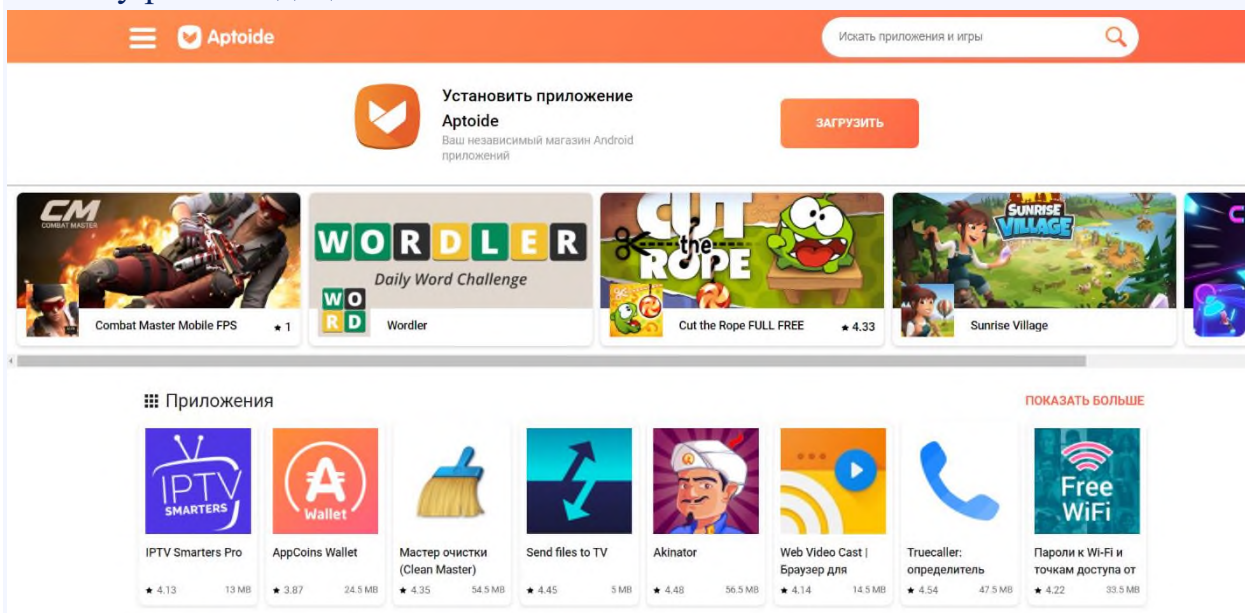 Aptoide
Искать приложения и игры
Установить приложение
Aptoide
Ваш независимый магазин Android
приложений
ЗАГРУЗИТЬ
CM
COMBAT MASTER
Combat Master Mobile FPS ★ 1
WORDLER
Daily Word Challenge
WO
RD
Wordler
CUT
the
ROPE
Cut the Rope FULL FREE ★ 4.33
SUNRISE
VILLAGE
Sunrise Village
Приложения
ПОКАЗАТЬ БОЛЬШЕ
IPTV
SMARTERS
Wallet
Free
WiFi
IPTV Smarters Pro
★ 4.13 13 MB
AppCoins Wallet
★ 3.87 24.5 MB
Мастер очистки
(Clean Master)
★ 4.35 54.5 MB
Send files to TV
★ 4.45 5 MB
Akinator
★ 4.48 56.5 MB
Web Video Cast |
Браузер для
★ 4.14 14.5 MB
Truecaller:
определитель
★ 4.54 47.5 MB
Пароли к Wi-Fi и
точкам доступа от
★ 4.22 33.5 MB